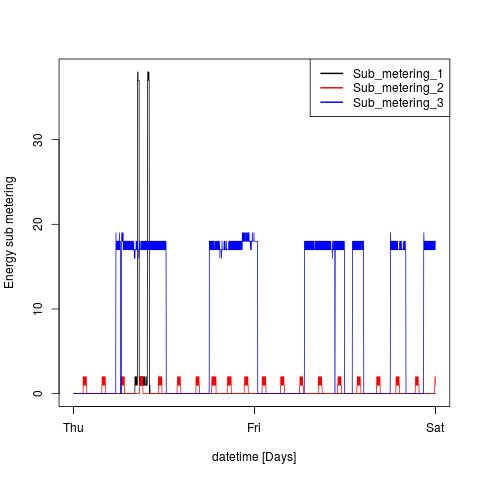 Sub_metering_1
Sub_metering_2
Sub_metering_3
Energy sub metering
30
20
10
0
Thu
Fri
Sat
datetime [Days]